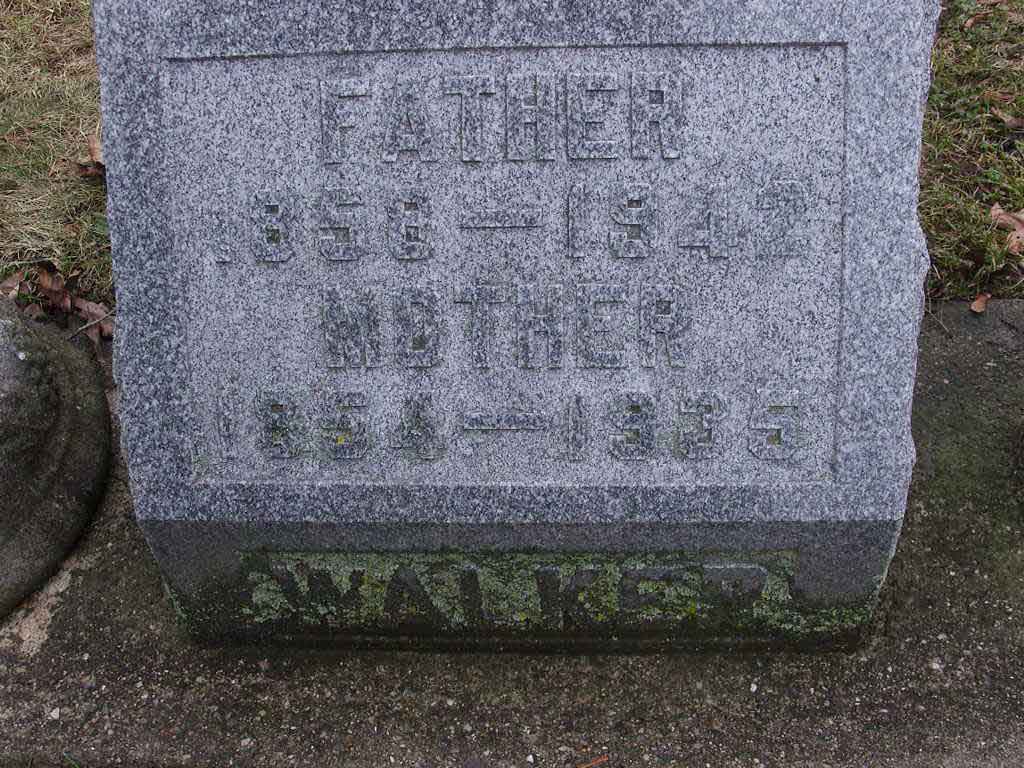 FATHER
1856 — 1942
MOTHER
1854 — 1935
WALKER